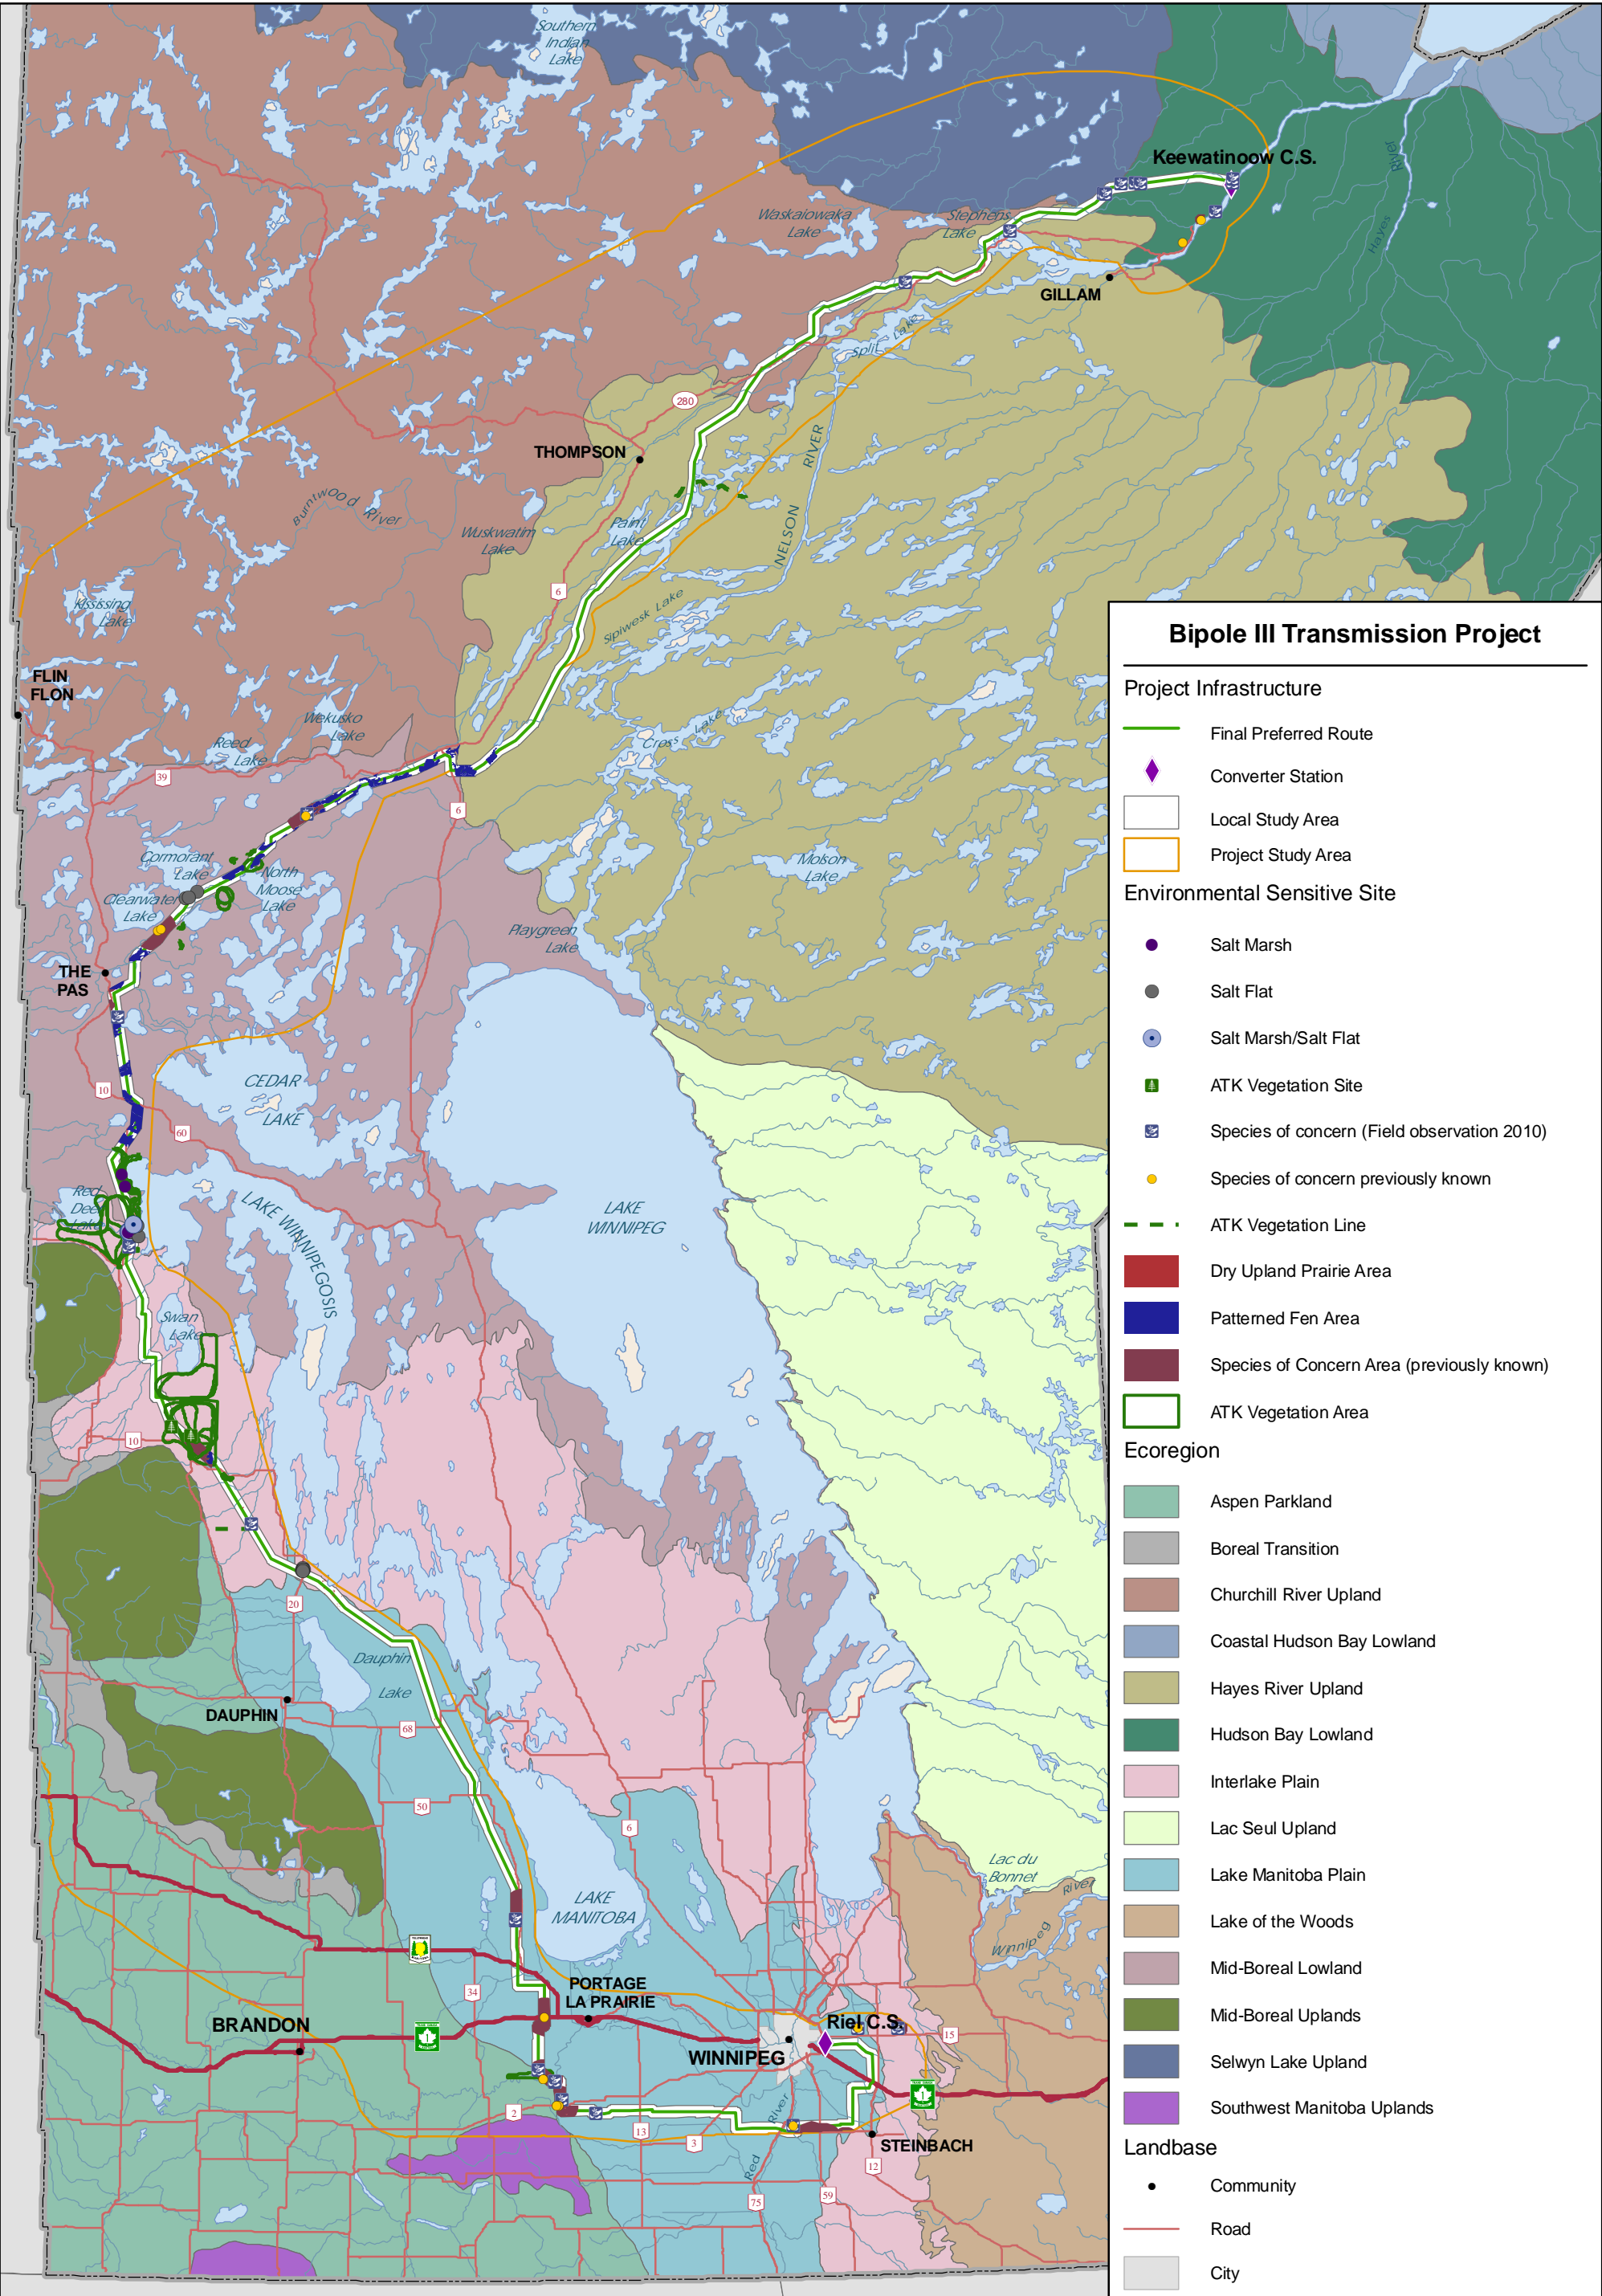 Southern
Indian
Lake
Keewatinoow C.S.
River
Hayes
Waskaiowaka
Lake
Stephens
Lake
GILLAM
Split Lake
280
THOMPSON
RIVER
NELSON
Burntwood River
Wuskwatim
Lake
Paint
Lake
6
Sipiwesk Lake
Kississing
Lake
FLIN
FLON
Wekusko
Lake
Reed
Lake
Cross Lake
39
6
Cormorant
Lake
North
Moose
Lake
Clearwater
Lake
Molson
Lake
Playgreen
Lake
THE
PAS
CEDAR
LAKE
10
60
Red
Deer
Lake
LAKE WINNIPEGOSIS
LAKE
WINNIPEG
Swan
Lake
10
20
Dauphin
Lake
DAUPHIN
68
50
6
Lac du
Bonnet
River
Winnipeg
LAKE
MANITOBA
34
PORTAGE
LA PRAIRIE
BRANDON
1
Riel C.S.
15
WINNIPEG
1
2
13
3
River
Red
STEINBACH
12
75
59
Bipole III Transmission Project
Project Infrastructure
Final Preferred Route
Converter Station
Local Study Area
Project Study Area
Environmental Sensitive Site
Salt Marsh
Salt Flat
Salt Marsh/Salt Flat
ATK Vegetation Site
Species of concern (Field observation 2010)
Species of concern previously known
ATK Vegetation Line
Dry Upland Prairie Area
Patterned Fen Area
Species of Concern Area (previously known)
ATK Vegetation Area
Ecoregion
Aspen Parkland
Boreal Transition
Churchill River Upland
Coastal Hudson Bay Lowland
Hayes River Upland
Hudson Bay Lowland
Interlake Plain
Lac Seul Upland
Lake Manitoba Plain
Lake of the Woods
Mid-Boreal Lowland
Mid-Boreal Uplands
Selwyn Lake Upland
Southwest Manitoba Uplands
Landbase
Community
Road
City